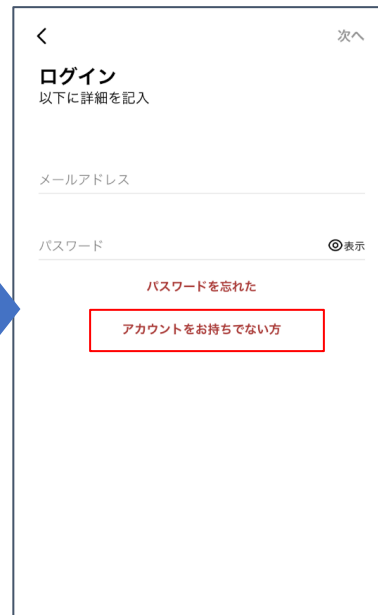 次へ
ログイン
以下に詳細を記入
メールアドレス
パスワード 表示
パスワードを忘れた
アカウントをお持ちでない方